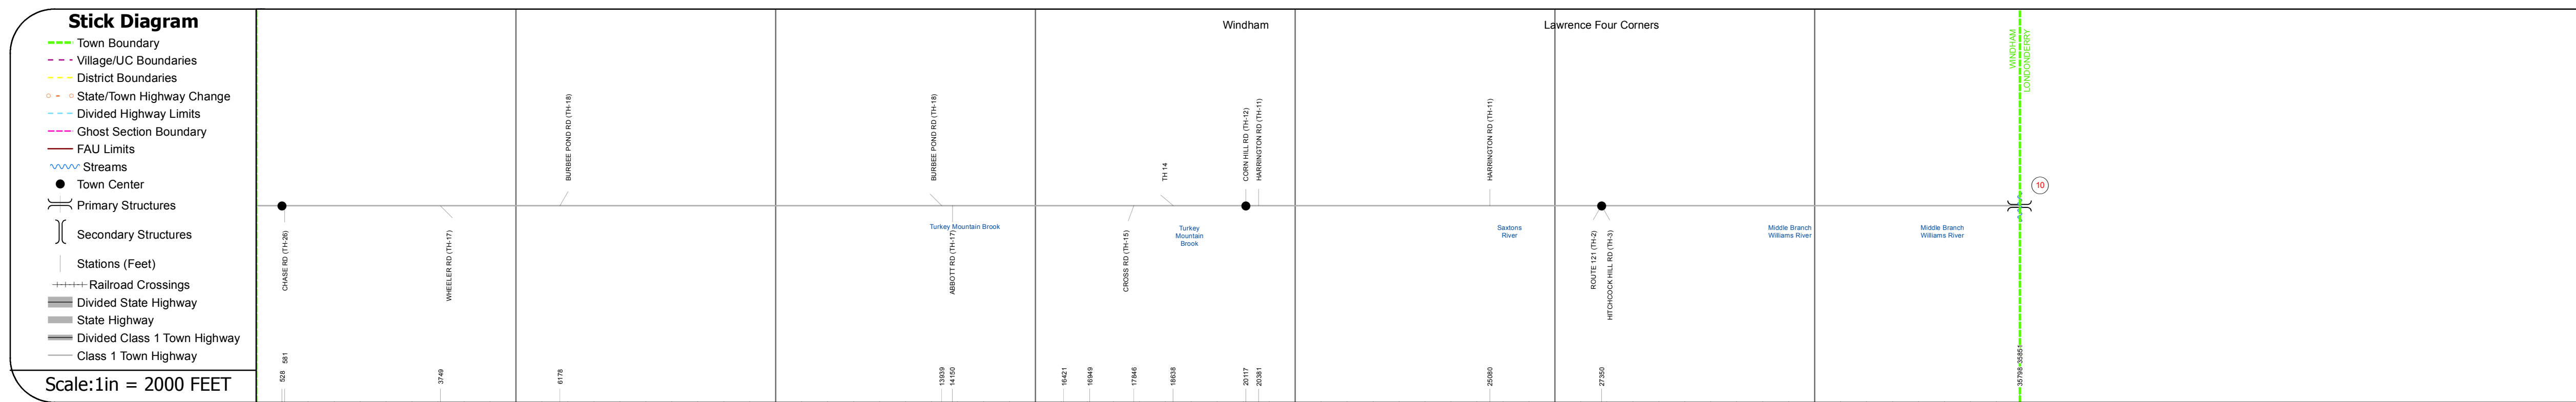 Stick Diagram
Town Boundary
Village/UC Boundaries
District Boundaries
State/Town Highway Change
Divided Highway Limits
Ghost Section Boundary
FAU Limits
Streams
Town Center
Primary Structures
Secondary Structures
Stations (Feet)
Railroad Crossings
Divided State Highway
State Highway
Divided Class 1 Town Highway
Class 1 Town Highway
Scale:1in = 2000 FEET
Windham
Lawrence Four Corners
WINDHAM
LONDONDERRY
BURBEE POND RD (TH-18)
BURBEE POND RD (TH-18)
TH 14
CORN HILL RD (TH-12)
HARRINGTON RD (TH-11)
HARRINGTON RD (TH-11)
10
CHASE RD (TH-26)
WHEELER RD (TH-17)
Turkey Mountain Brook
ABBOTT RD (TH-17)
CROSS RD (TH-15)
Turkey
Mountain
Brook
Saxtons
River
ROUTE 121 (TH-2)
HITCHCOCK HILL RD (TH-3)
Middle Branch
Williams River
Middle Branch
Williams River
528
581
3749
6178
13939
14150
16421
16949
17846
18638
20117
20381
25080
27350
35798-35851